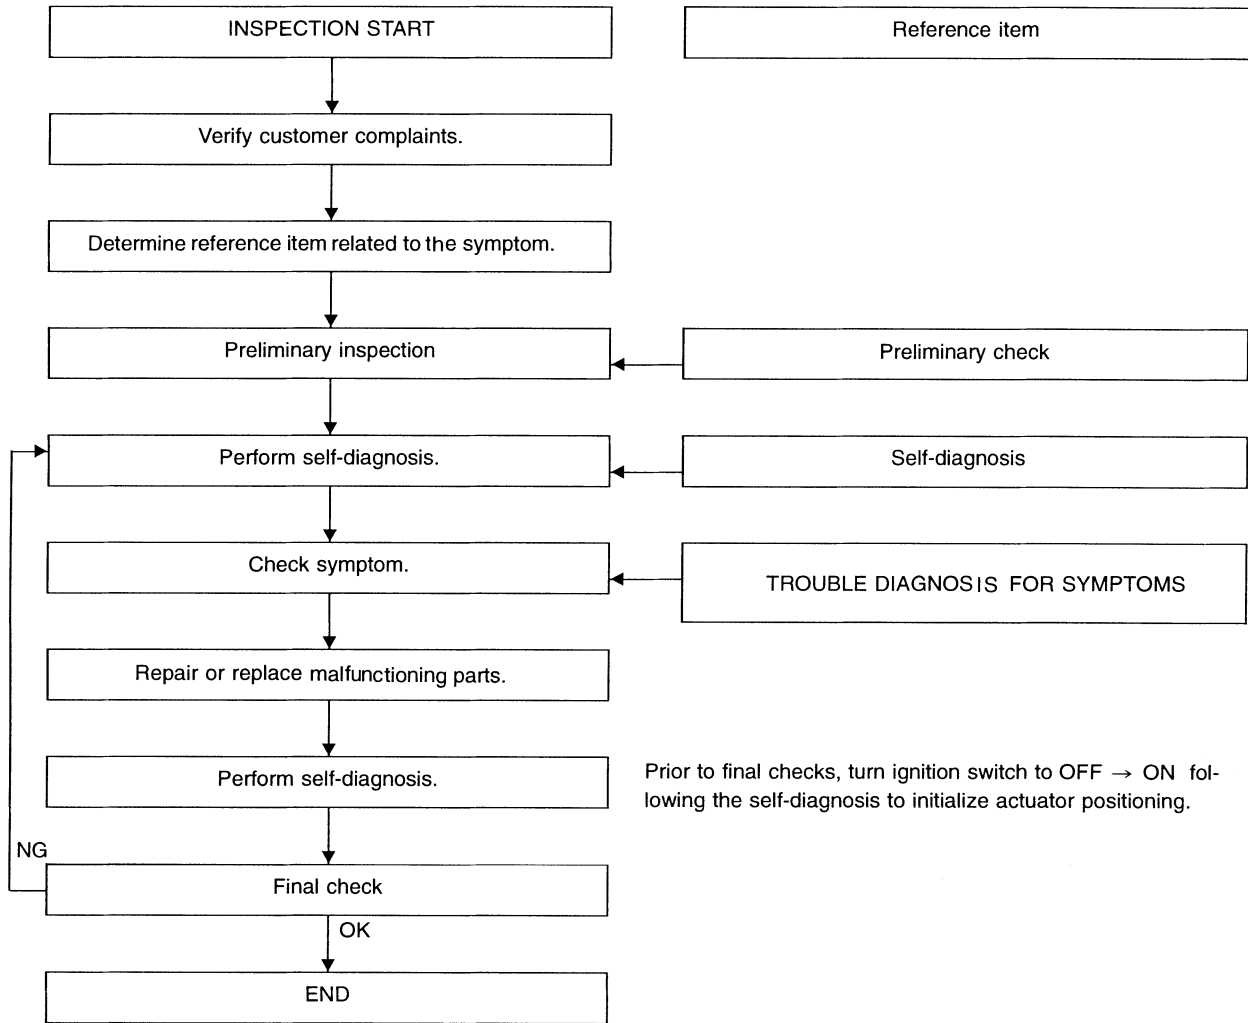 INSPECTION START
Reference item
Verify customer complaints.
Determine reference item related to the symptom.
Preliminary inspection
Preliminary check
Perform self-diagnosis.
Self-diagnosis
Check symptom.
TROUBLE DIAGNOSIS FOR SYMPTOMS
Repair or replace malfunctioning parts.
Perform self-diagnosis.
Prior to final checks, turn ignition switch to OFF → ON fol-
lowing the self-diagnosis to initialize actuator positioning.
NG
Final check
OK
END